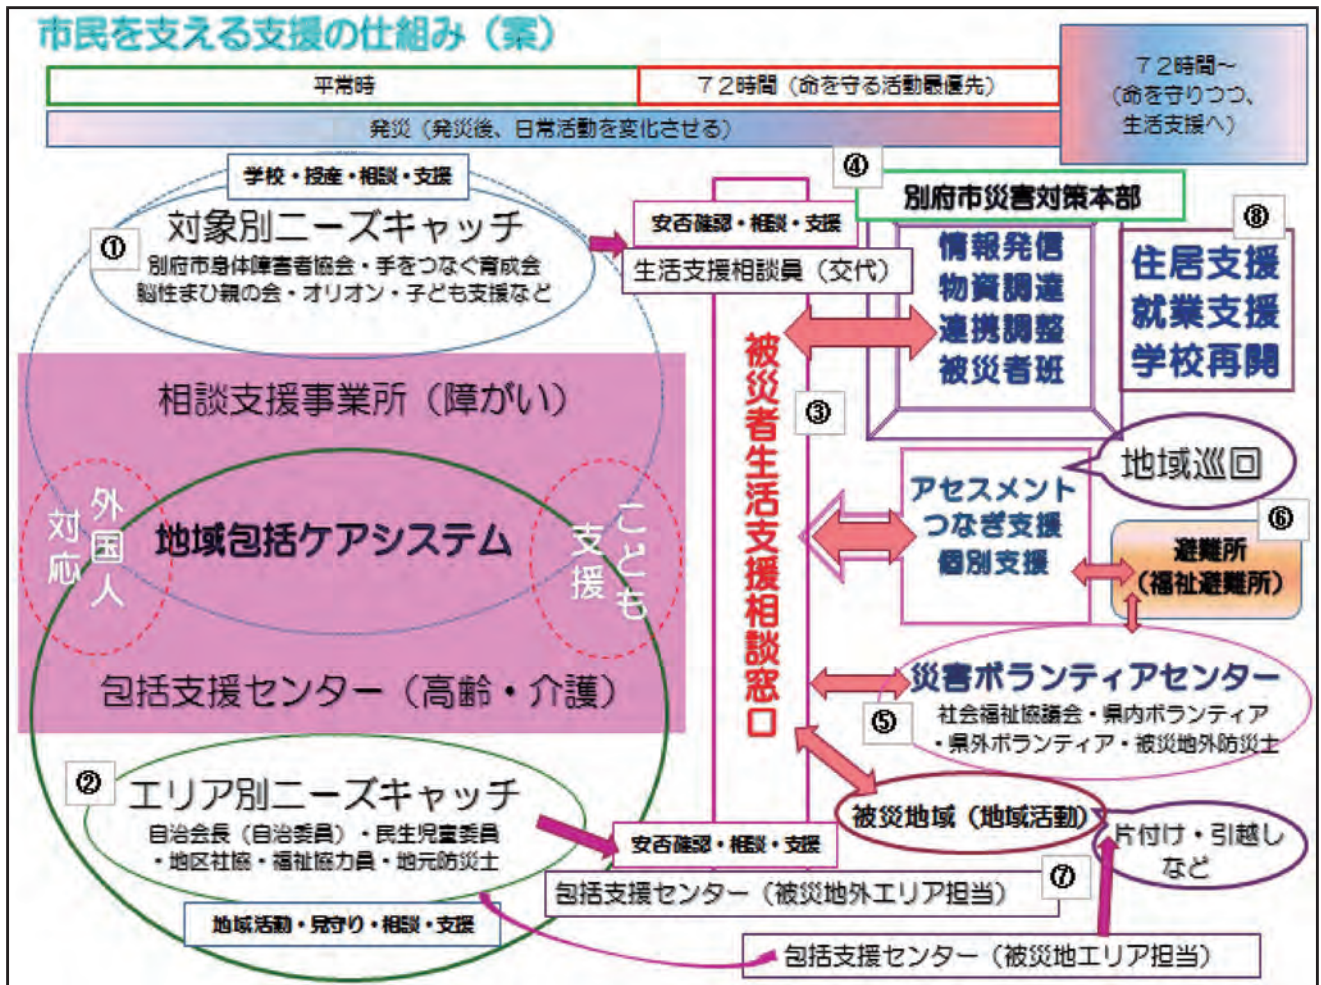 市民を支える支援の仕組み（案）
平常時
７２時間（命を守る活動最優先）
７２時間～
（命を守りつつ、
生活支援へ）
発災（発災後、日常活動を変化させる）
学校・授産・相談・支援
①
対象別ニーズキャッチ
別府市身体障害者協会・手をつなぐ育成会
脳性まひ親の会・オリオン・子ども支援など
安否確認・相談・支援
生活支援相談員（交代）
④
別府市災害対策本部
情報発信
物資調達
連携調整
被災者班
⑧
住居支援
就業支援
学校再開
相談支援事業所（障がい）
外国人
対応
地域包括ケアシステム
こども
支援
包括支援センター（高齢・介護）
被災者生活支援相談窓口
③
地域巡回
アセスメント
つなぎ支援
個別支援
⑥
避難所
（福祉避難所）
災害ボランティアセンター
⑤
社会福祉協議会・県内ボランティア
・県外ボランティア・被災地外防災士
②
エリア別ニーズキャッチ
自治会長（自治委員）・民生児童委員
・地区社協・福祉協力員・地元防災士
地域活動・見守り・相談・支援
被災地域（地域活動）
片付け・引越し
など
安否確認・相談・支援
包括支援センター（被災地外エリア担当）
⑦
包括支援センター（被災地エリア担当）